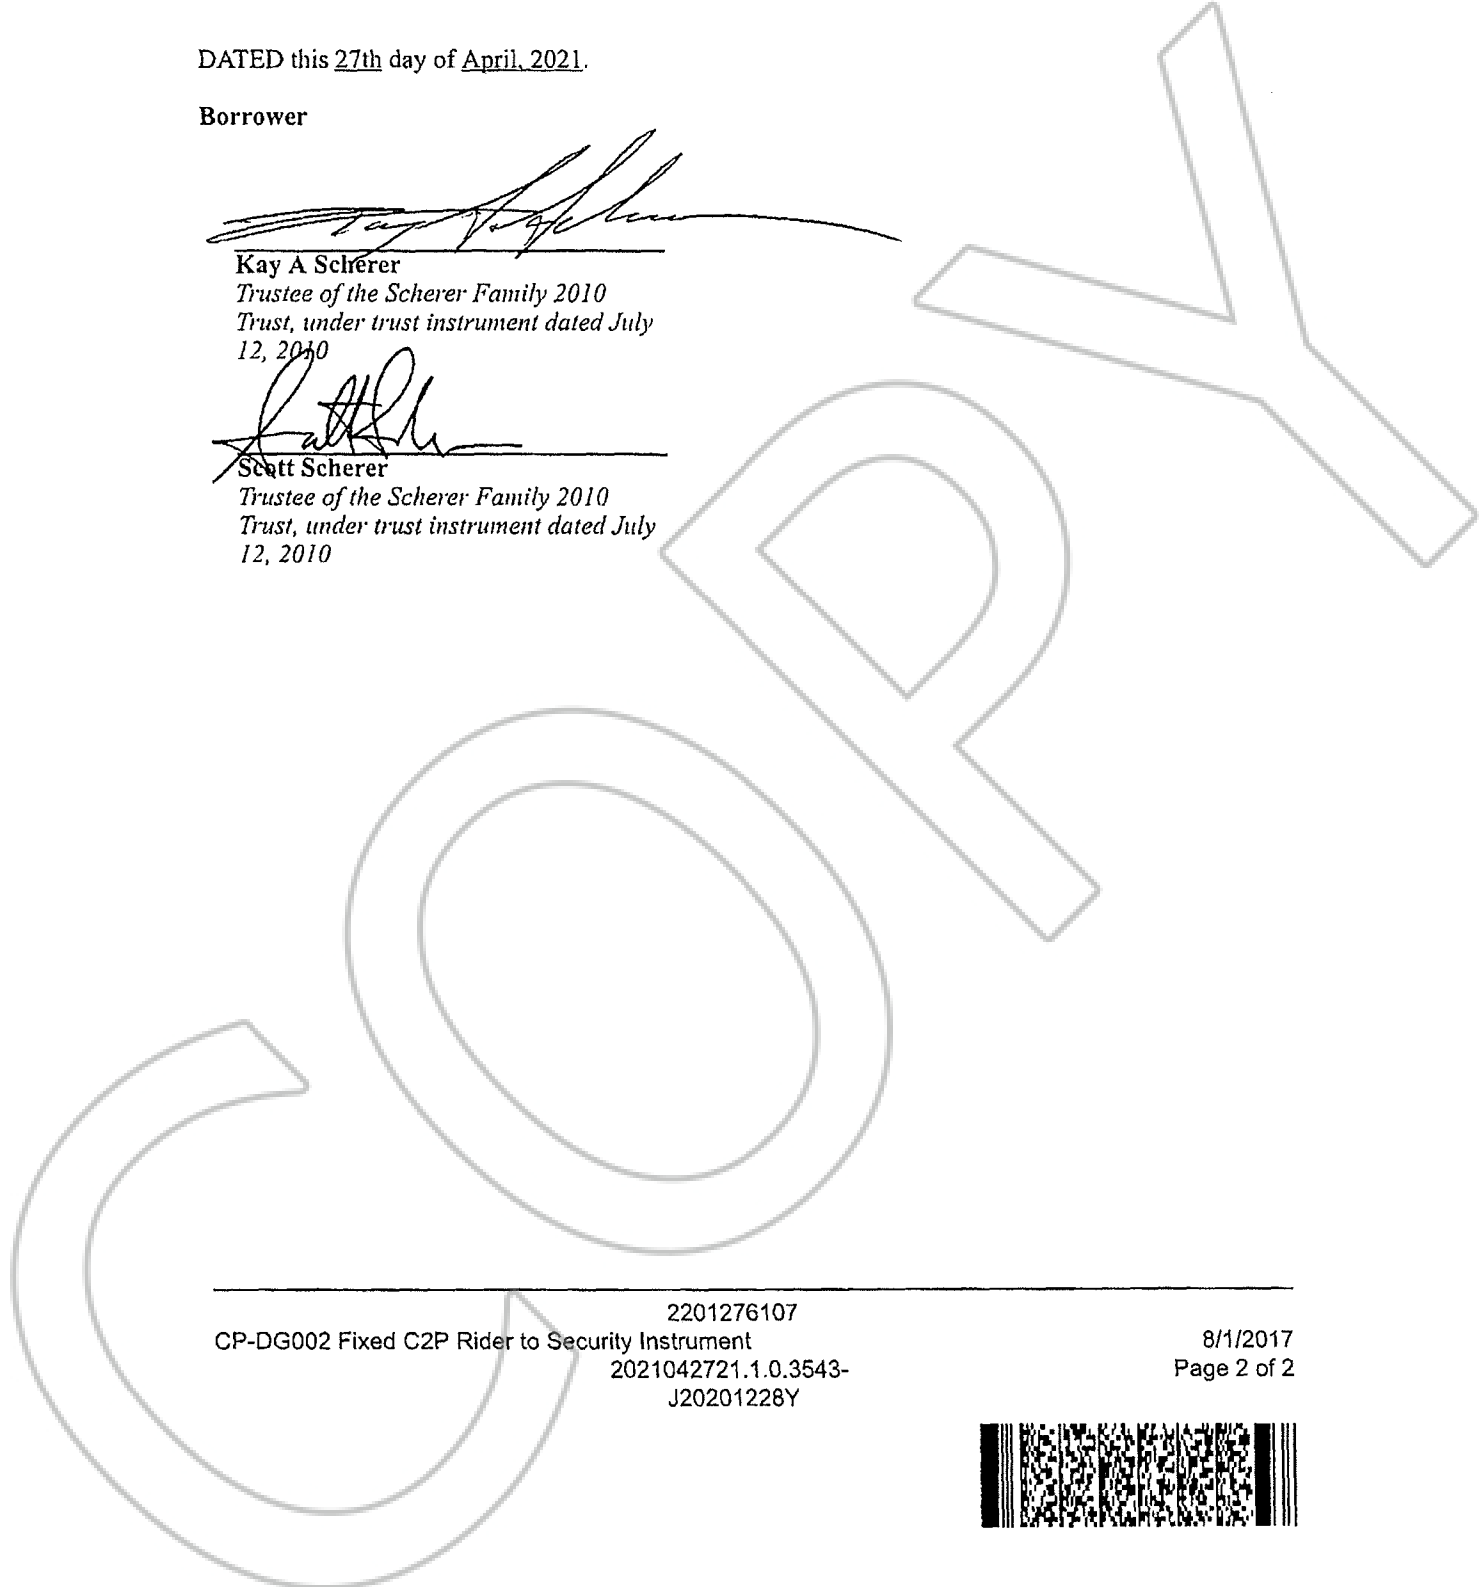 DATED this 27th day of April, 2021.
Borrower
Kay A Scherer
Trustee of the Scherer Family 2010
Trust, under trust instrument dated July
12, 2010
Scott Scherer
Trustee of the Scherer Family 2010
Trust, under trust instrument dated July
12, 2010
COPY
2201276107
CP-DG002 Fixed C2P Rider to Security Instrument 8/1/2017
2021042721.1.0.3543- Page 2 of 2
J20201228Y